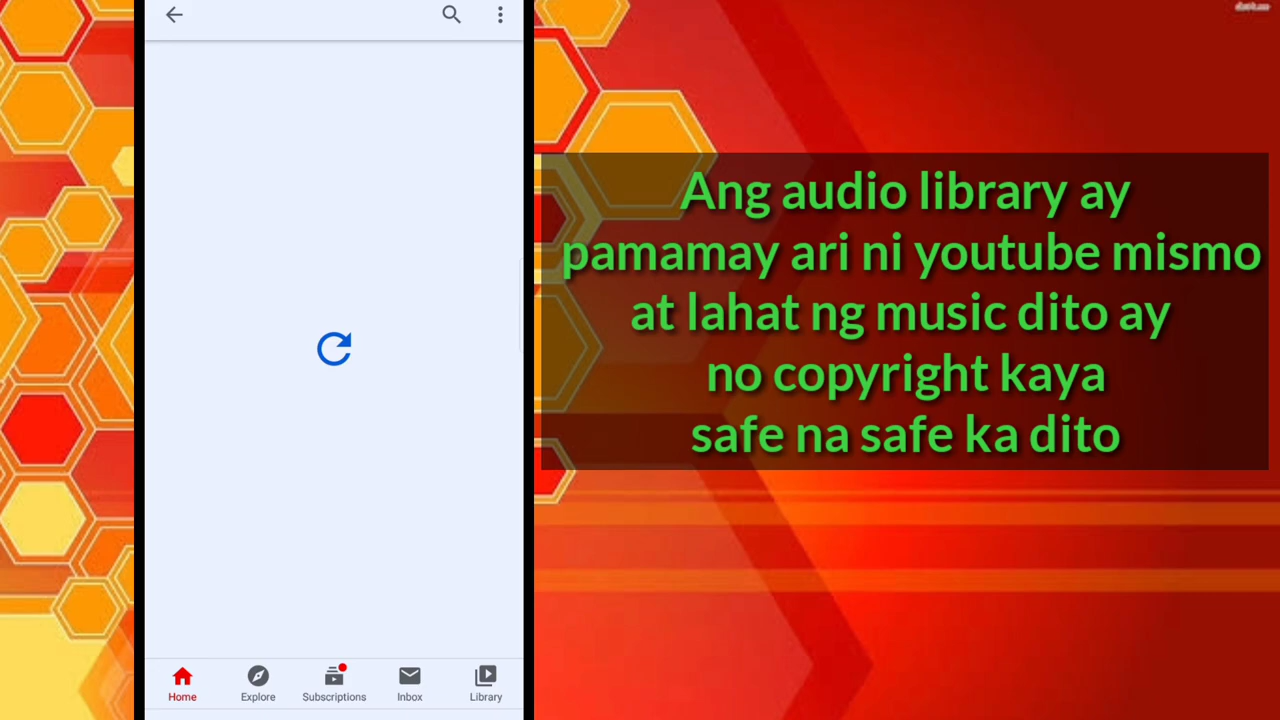 Ang audio library ay
pamamay ari ni youtube mismo
at lahat ng music dito ay
no copyright kaya
safe na safe ka dito
Home
Explore
Subscriptions
Inbox
Library